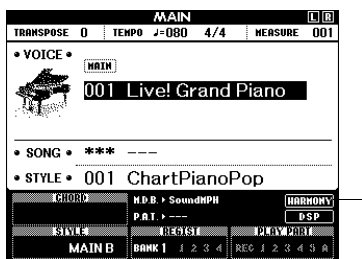 MAIN L R
TRANSPOSE 0 TEMPO ♩=080 4/4 MEASURE 001
• VOICE •
MAIN
001 Live! Grand Piano
• SONG • *** ---
• STYLE • 001 ChartPianoPop
CHORD M.D.B. ▸ SoundMPH HARMONY
P.A.T. ▸ --- DSP
STYLE REGIST PLAY PART
MAIN B BANK 1 1 2 3 4 REC 1 2 3 4 5 A